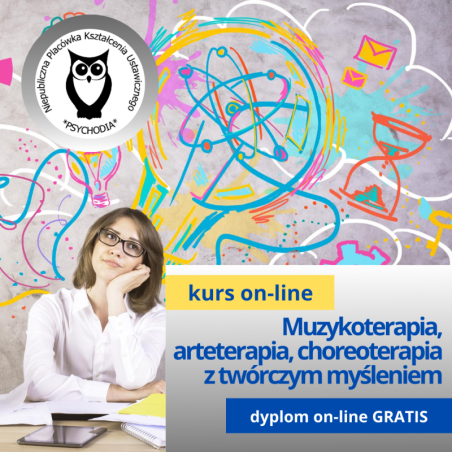 Niepubliczna Placówka Kształcenia Ustawicznego
*PSYCHODIA*
kurs on-line
Muzykoterapia,
arteterapia, choreoterapia
z twórczym myśleniem
dyplom on-line GRATIS